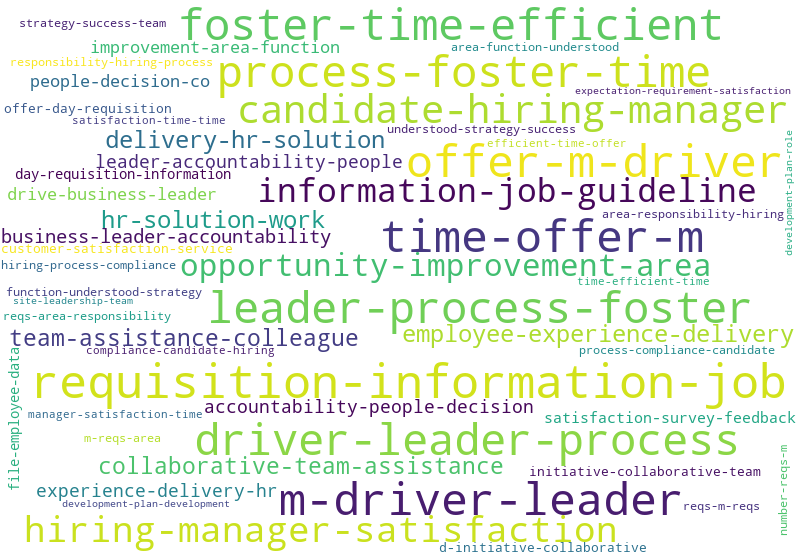 strategy-success-team
foster-time-efficient
improvement-area-function
area-function-understood
responsibility-hiring-process
process-foster-time
people-decision-co
expectation-requirement-satisfaction
offer-day-requisition
candidate-hiring-manager
satisfaction-time-time
understood-strategy-success
delivery-hr-solution
efficient-time-offer
development-plan-role
leader-accountability-people
offer-m-driver
day-requisition-information
drive-business-leader
information-job-guideline
hr-solution-work
area-responsibility-hiring
business-leader-accountability
time-offer-m
customer-satisfaction-service
hiring-process-compliance
opportunity-improvement-area
time-efficient-time
function-understood-strategy
site-leadership-team
leader-process-foster
reqs-area-responsibility
team-assistance-colleague
employee-experience-delivery
compliance-candidate-hiring
process-compliance-candidate
file-employee-data
requisition-information-job
manager-satisfaction-time
accountability-people-decision
satisfaction-survey-feedback
m-reqs-area
driver-leader-process
number-reqs-m
collaborative-team-assistance
initiative-collaborative-team
experience-delivery-hr
development-plan-development
m-driver-leader
reqs-m-reqs
hiring-manager-satisfaction
d-initiative-collaborative